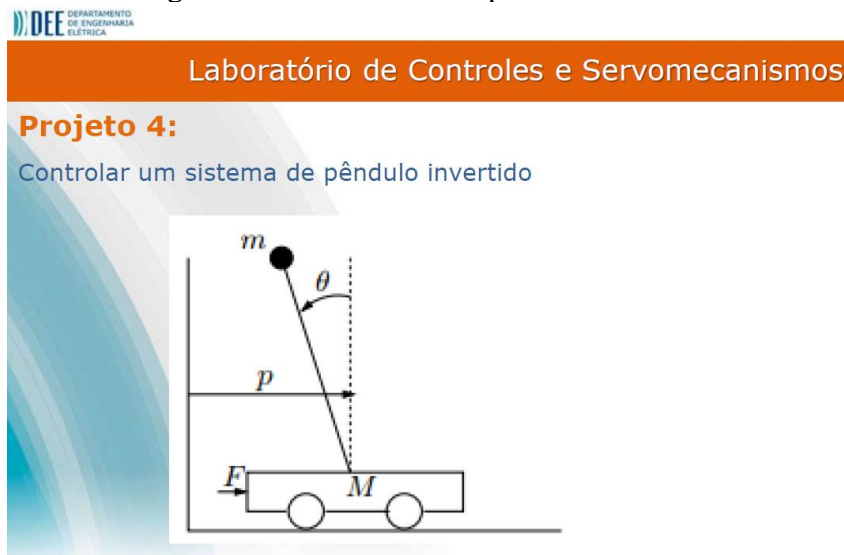 DEE DEPARTAMENTO
DE ENGENHARIA
ELÉTRICA
Laboratório de Controles e Servomecanismos
Projeto 4:
Controlar um sistema de pêndulo invertido
m
θ
p
F
M